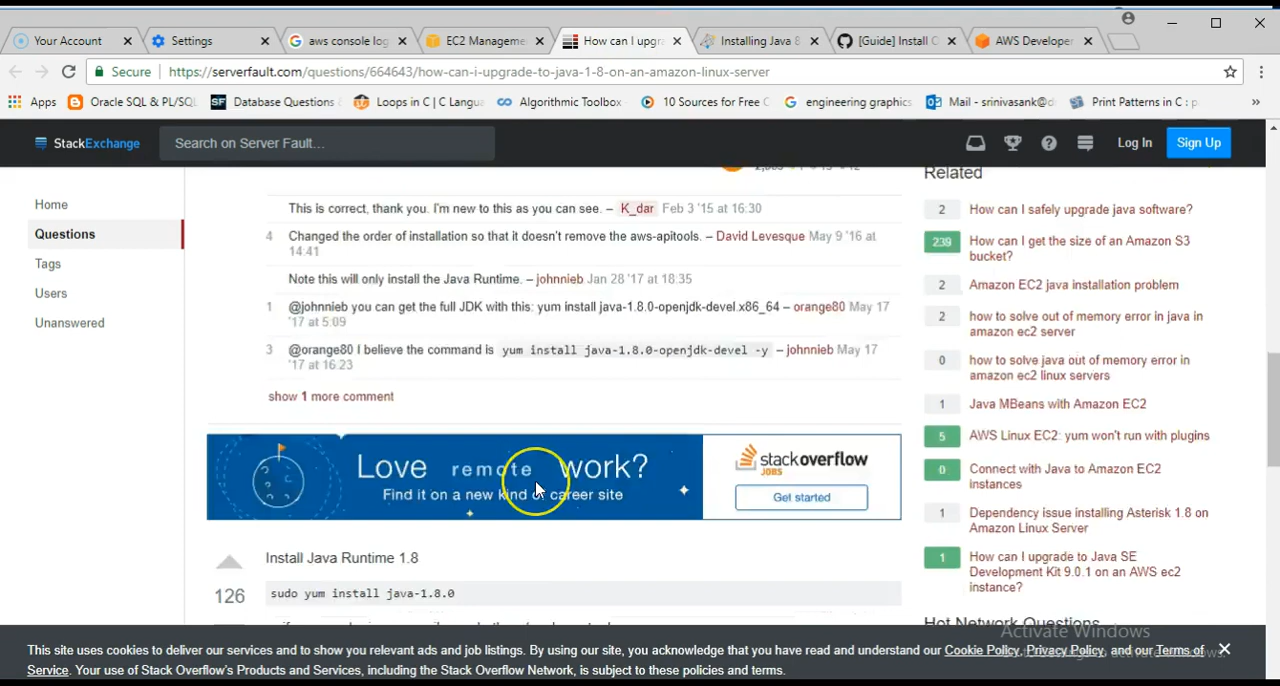 Your Account
Settings
aws console log
EC2 Manageme
How can I upgra
Installing Java 8
[Guide] Install C
AWS Developer
Secure
https://serverfault.com/questions/664643/how-can-i-upgrade-to-java-1-8-on-an-amazon-linux-server
Apps
Oracle SQL & PL/SQL
Database Questions
Loops in C | C Langua
Algorithmic Toolbox
10 Sources for Free C
engineering graphics
Mail - srinivasank@d
Print Patterns in C : p
»
StackExchange
Search on Server Fault...
Log In
Sign Up
Home
Questions
Tags
Users
Unanswered
This is correct, thank you. I'm new to this as you can see. – K_dar Feb 3 '15 at 16:30
4 Changed the order of installation so that it doesn't remove the aws-apitools. – David Levesque May 9 '16 at
14:41
Note this will only install the Java Runtime. – johnnieb Jan 28 '17 at 18:35
1 @johnnieb you can get the full JDK with this: yum install java-1.8.0-openjdk-devel.x86_64 – orange80 May 17
'17 at 5:09
3 @orange80 I believe the command is yum install java-1.8.0-openjdk-devel -y – johnnieb May 17
'17 at 16:23
show 1 more comment
Love remote work?
Find it on a new kind of career site
stackoverflow
JOBS
Get started
Install Java Runtime 1.8
126
sudo yum install java-1.8.0
Related
2 How can I safely upgrade java software?
239 How can I get the size of an Amazon S3
bucket?
2 Amazon EC2 java installation problem
2 how to solve out of memory error in java in
amazon ec2 server
0 how to solve java out of memory error in
amazon ec2 linux servers
1 Java MBeans with Amazon EC2
5 AWS Linux EC2: yum won't run with plugins
0 Connect with Java to Amazon EC2
instances
1 Dependency issue installing Asterisk 1.8 on
Amazon Linux Server
1 How can I upgrade to Java SE
Development Kit 9.0.1 on an AWS ec2
instance?
Hot Network Questions
Activate Windows
This site uses cookies to deliver our services and to show you relevant ads and job listings. By using our site, you acknowledge that you have read and understand our Cookie Policy, Privacy Policy, and our Terms of
Service. Your use of Stack Overflow's Products and Services, including the Stack Overflow Network, is subject to these policies and terms.